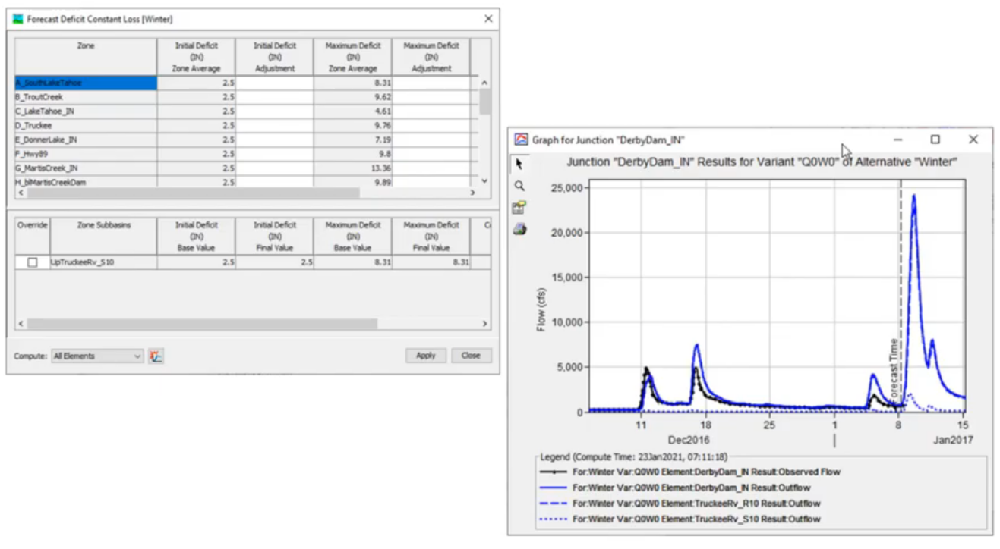 Forecast Deficit Constant Loss [Winter]
Zone
Initial Deficit
(IN)
Zone Average
Initial Deficit
(IN)
Adjustment
Maximum Deficit
(IN)
Zone Average
Maximum Deficit
(IN)
Adjustment
A_SouthLakeTahoe 2.5 8.31
B_TroutCreek 2.5 9.62
C_LakeTahoe_IN 2.5 4.61
D_Truckee 2.5 9.76
E_DonnerLake_IN 2.5 7.19
F_Hwy89 2.5 9.8
G_MartisCreek_IN 2.5 13.36
H_blMartisCreekDam 2.5 9.89
Override
Zone Subbasins
Initial Deficit
(IN)
Base Value
Initial Deficit
(IN)
Final Value
Maximum Deficit
(IN)
Base Value
Maximum Deficit
(IN)
Final Value
UpTruckeeRv_S10 2.5 2.5 8.31 8.31
Compute: All Elements Apply Close
Graph for Junction "DerbyDam_IN"
Junction "DerbyDam_IN" Results for Variant "Q0W0" of Alternative "Winter"
Flow (cfs)
25,000
20,000
15,000
10,000
5,000
0
Forecast Time
11 18 25 1 8 15
Dec2016 Jan2017
Legend (Compute Time: 23Jan2021, 07:11:18)
For:Winter Var:Q0W0 Element:DerbyDam_IN Result:Observed Flow
For:Winter Var:Q0W0 Element:DerbyDam_IN Result:Outflow
For:Winter Var:Q0W0 Element:TruckeeRv_R10 Result:Outflow
For:Winter Var:Q0W0 Element:TruckeeRv_S10 Result:Outflow